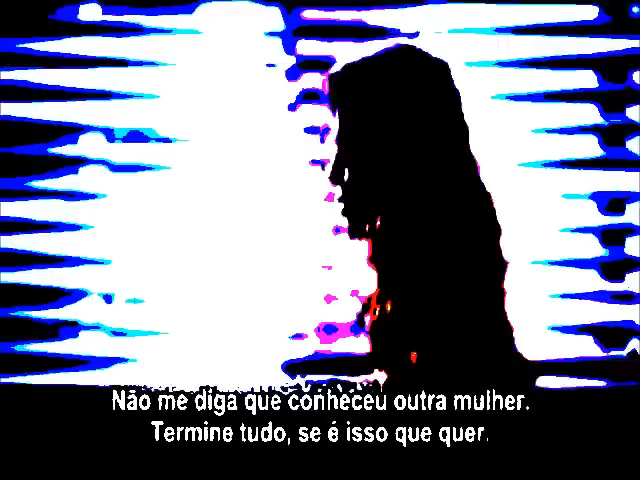 Não me diga que conheceu outra mulher.
Termine tudo, se é isso que quer.